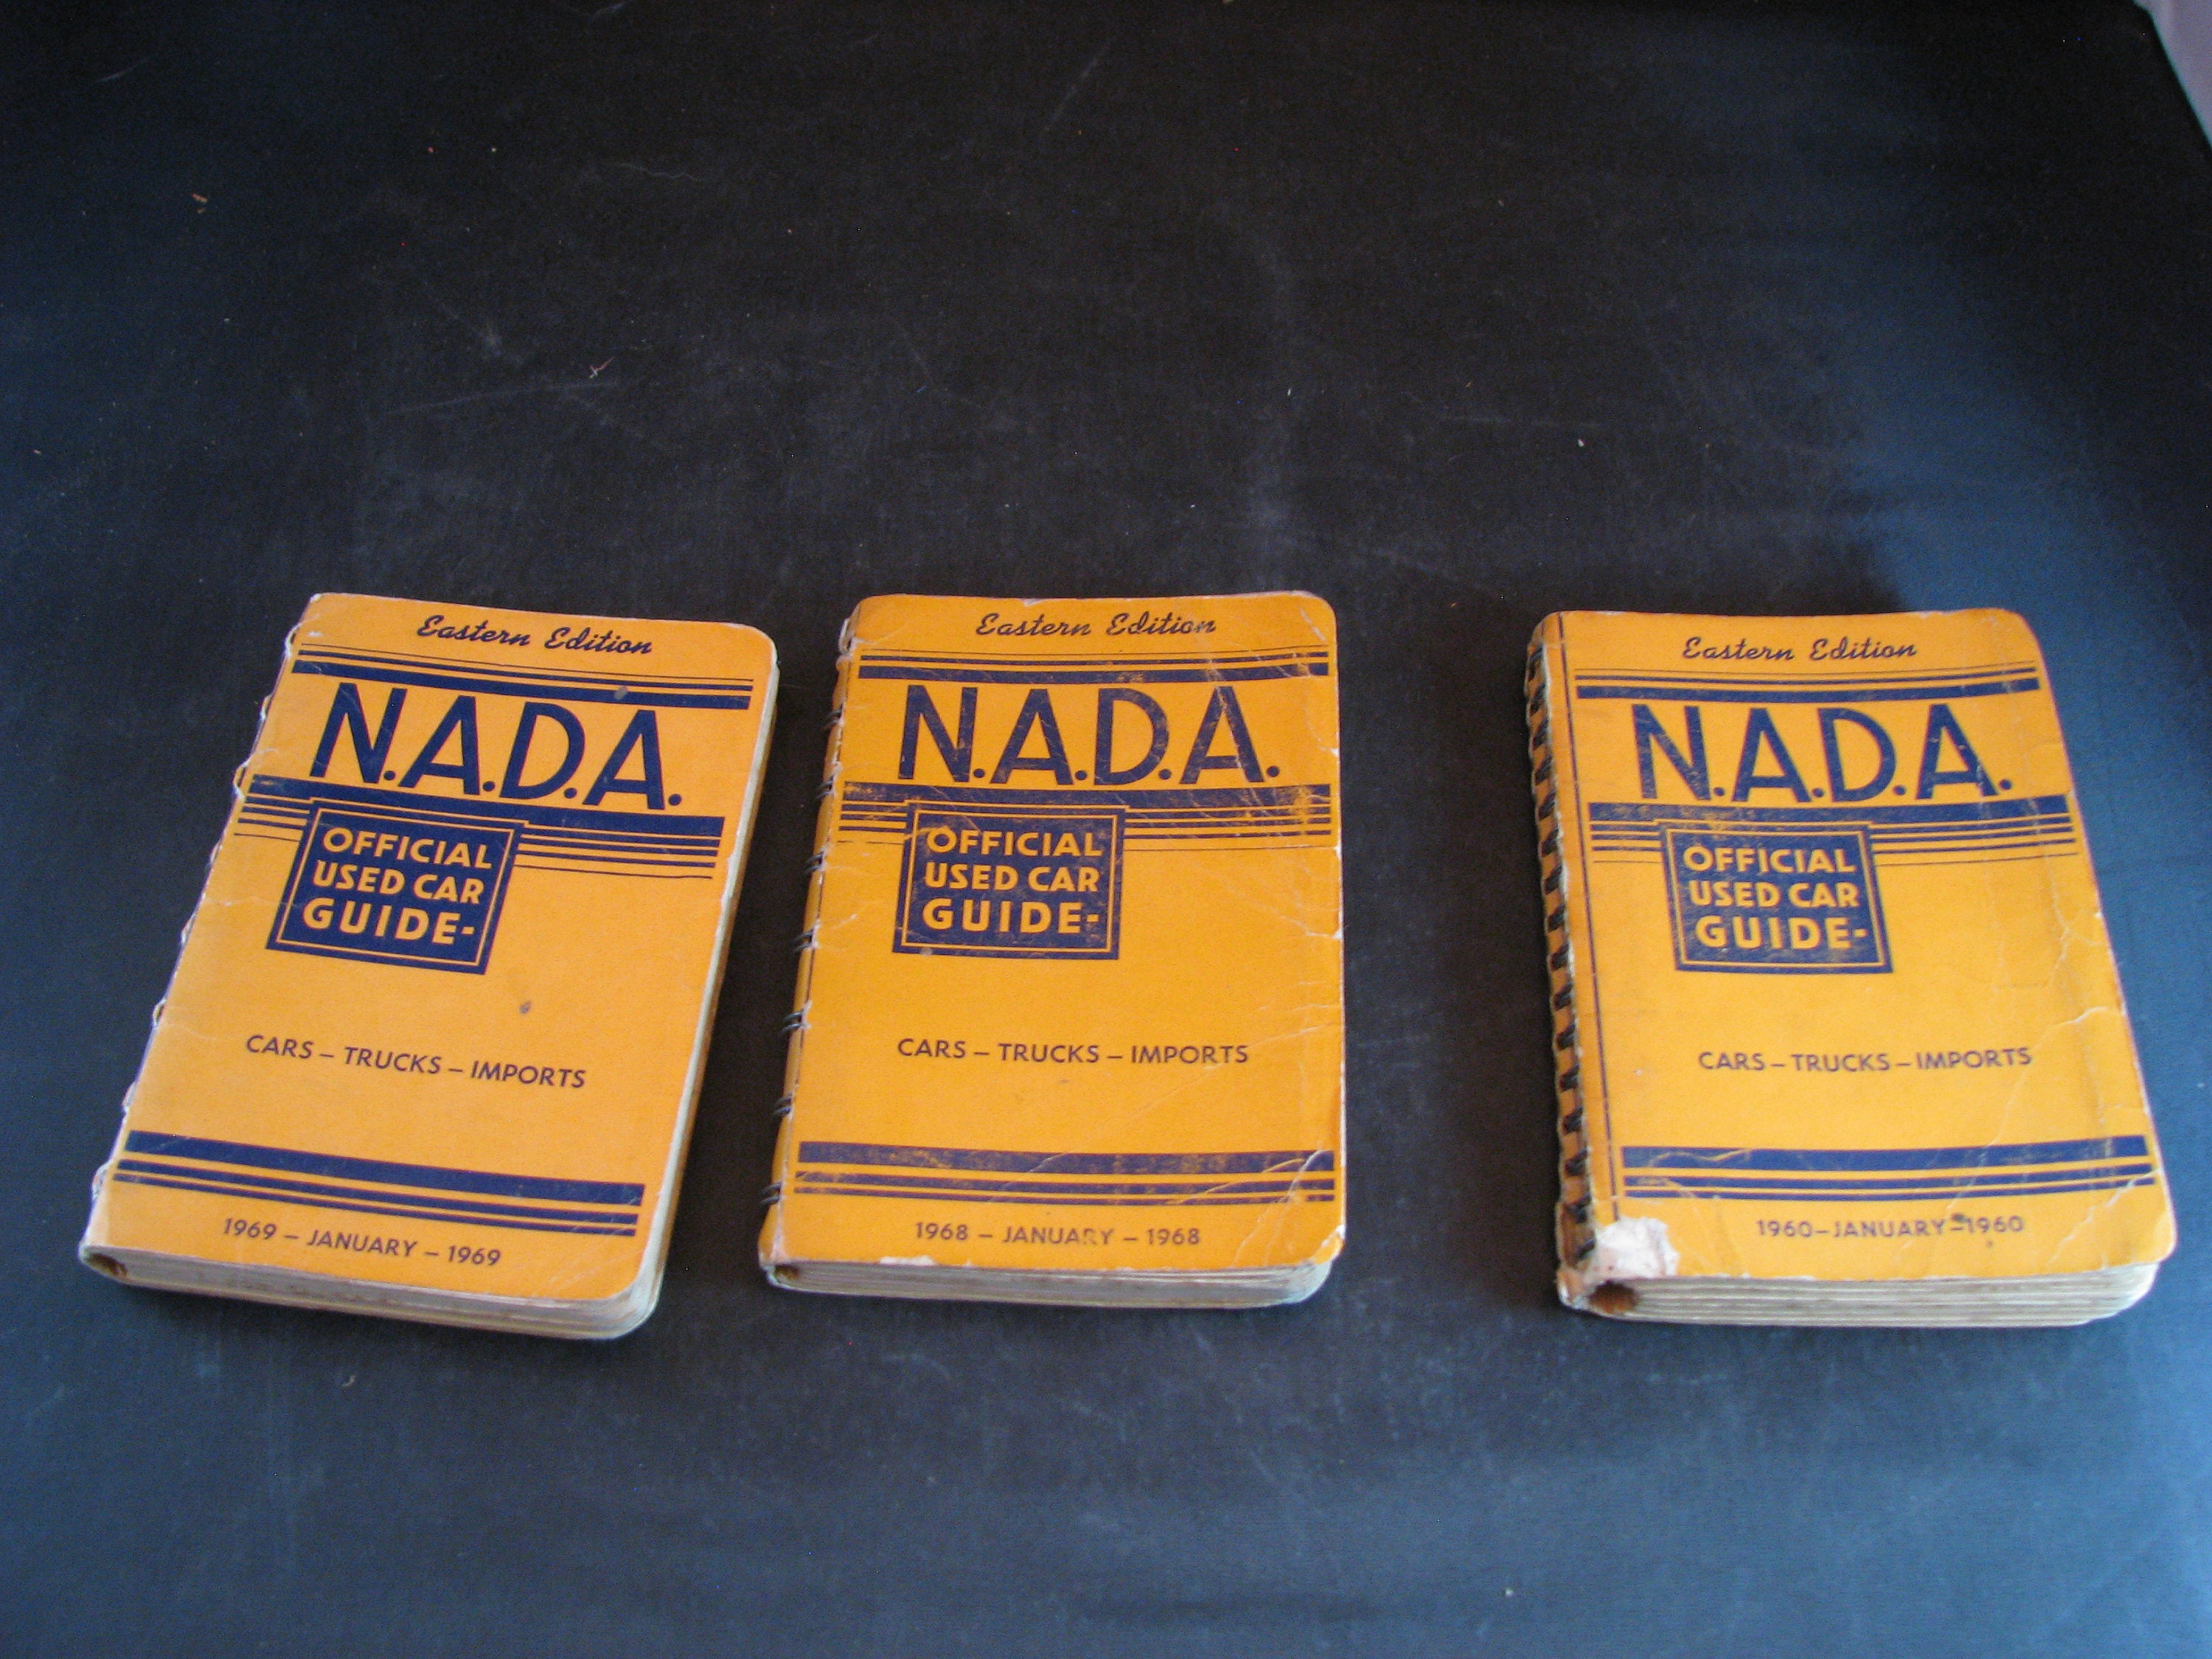 Eastern Edition
N.A.D.A.
OFFICIAL
USED CAR
GUIDE-
CARS – TRUCKS – IMPORTS
1969 – JANUARY – 1969
Eastern Edition
N.A.D.A.
OFFICIAL
USED CAR
GUIDE-
CARS – TRUCKS – IMPORTS
1968 – JANUARY – 1968
Eastern Edition
N.A.D.A.
OFFICIAL
USED CAR
GUIDE-
CARS – TRUCKS – IMPORTS
1960–JANUARY–1960